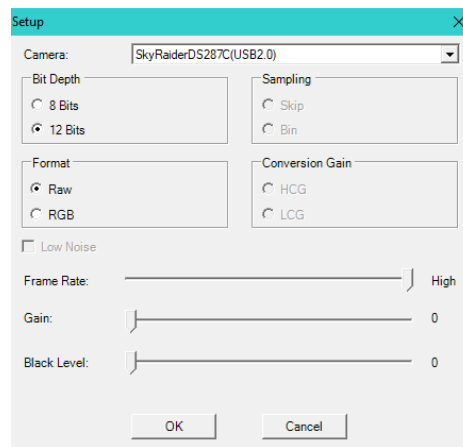 Setup
Camera: SkyRaiderDS287C(USB2.0)
Bit Depth
8 Bits
12 Bits
Sampling
Skip
Bin
Format
Raw
RGB
Conversion Gain
HCG
LCG
Low Noise
Frame Rate: High
Gain: 0
Black Level: 0
OK Cancel